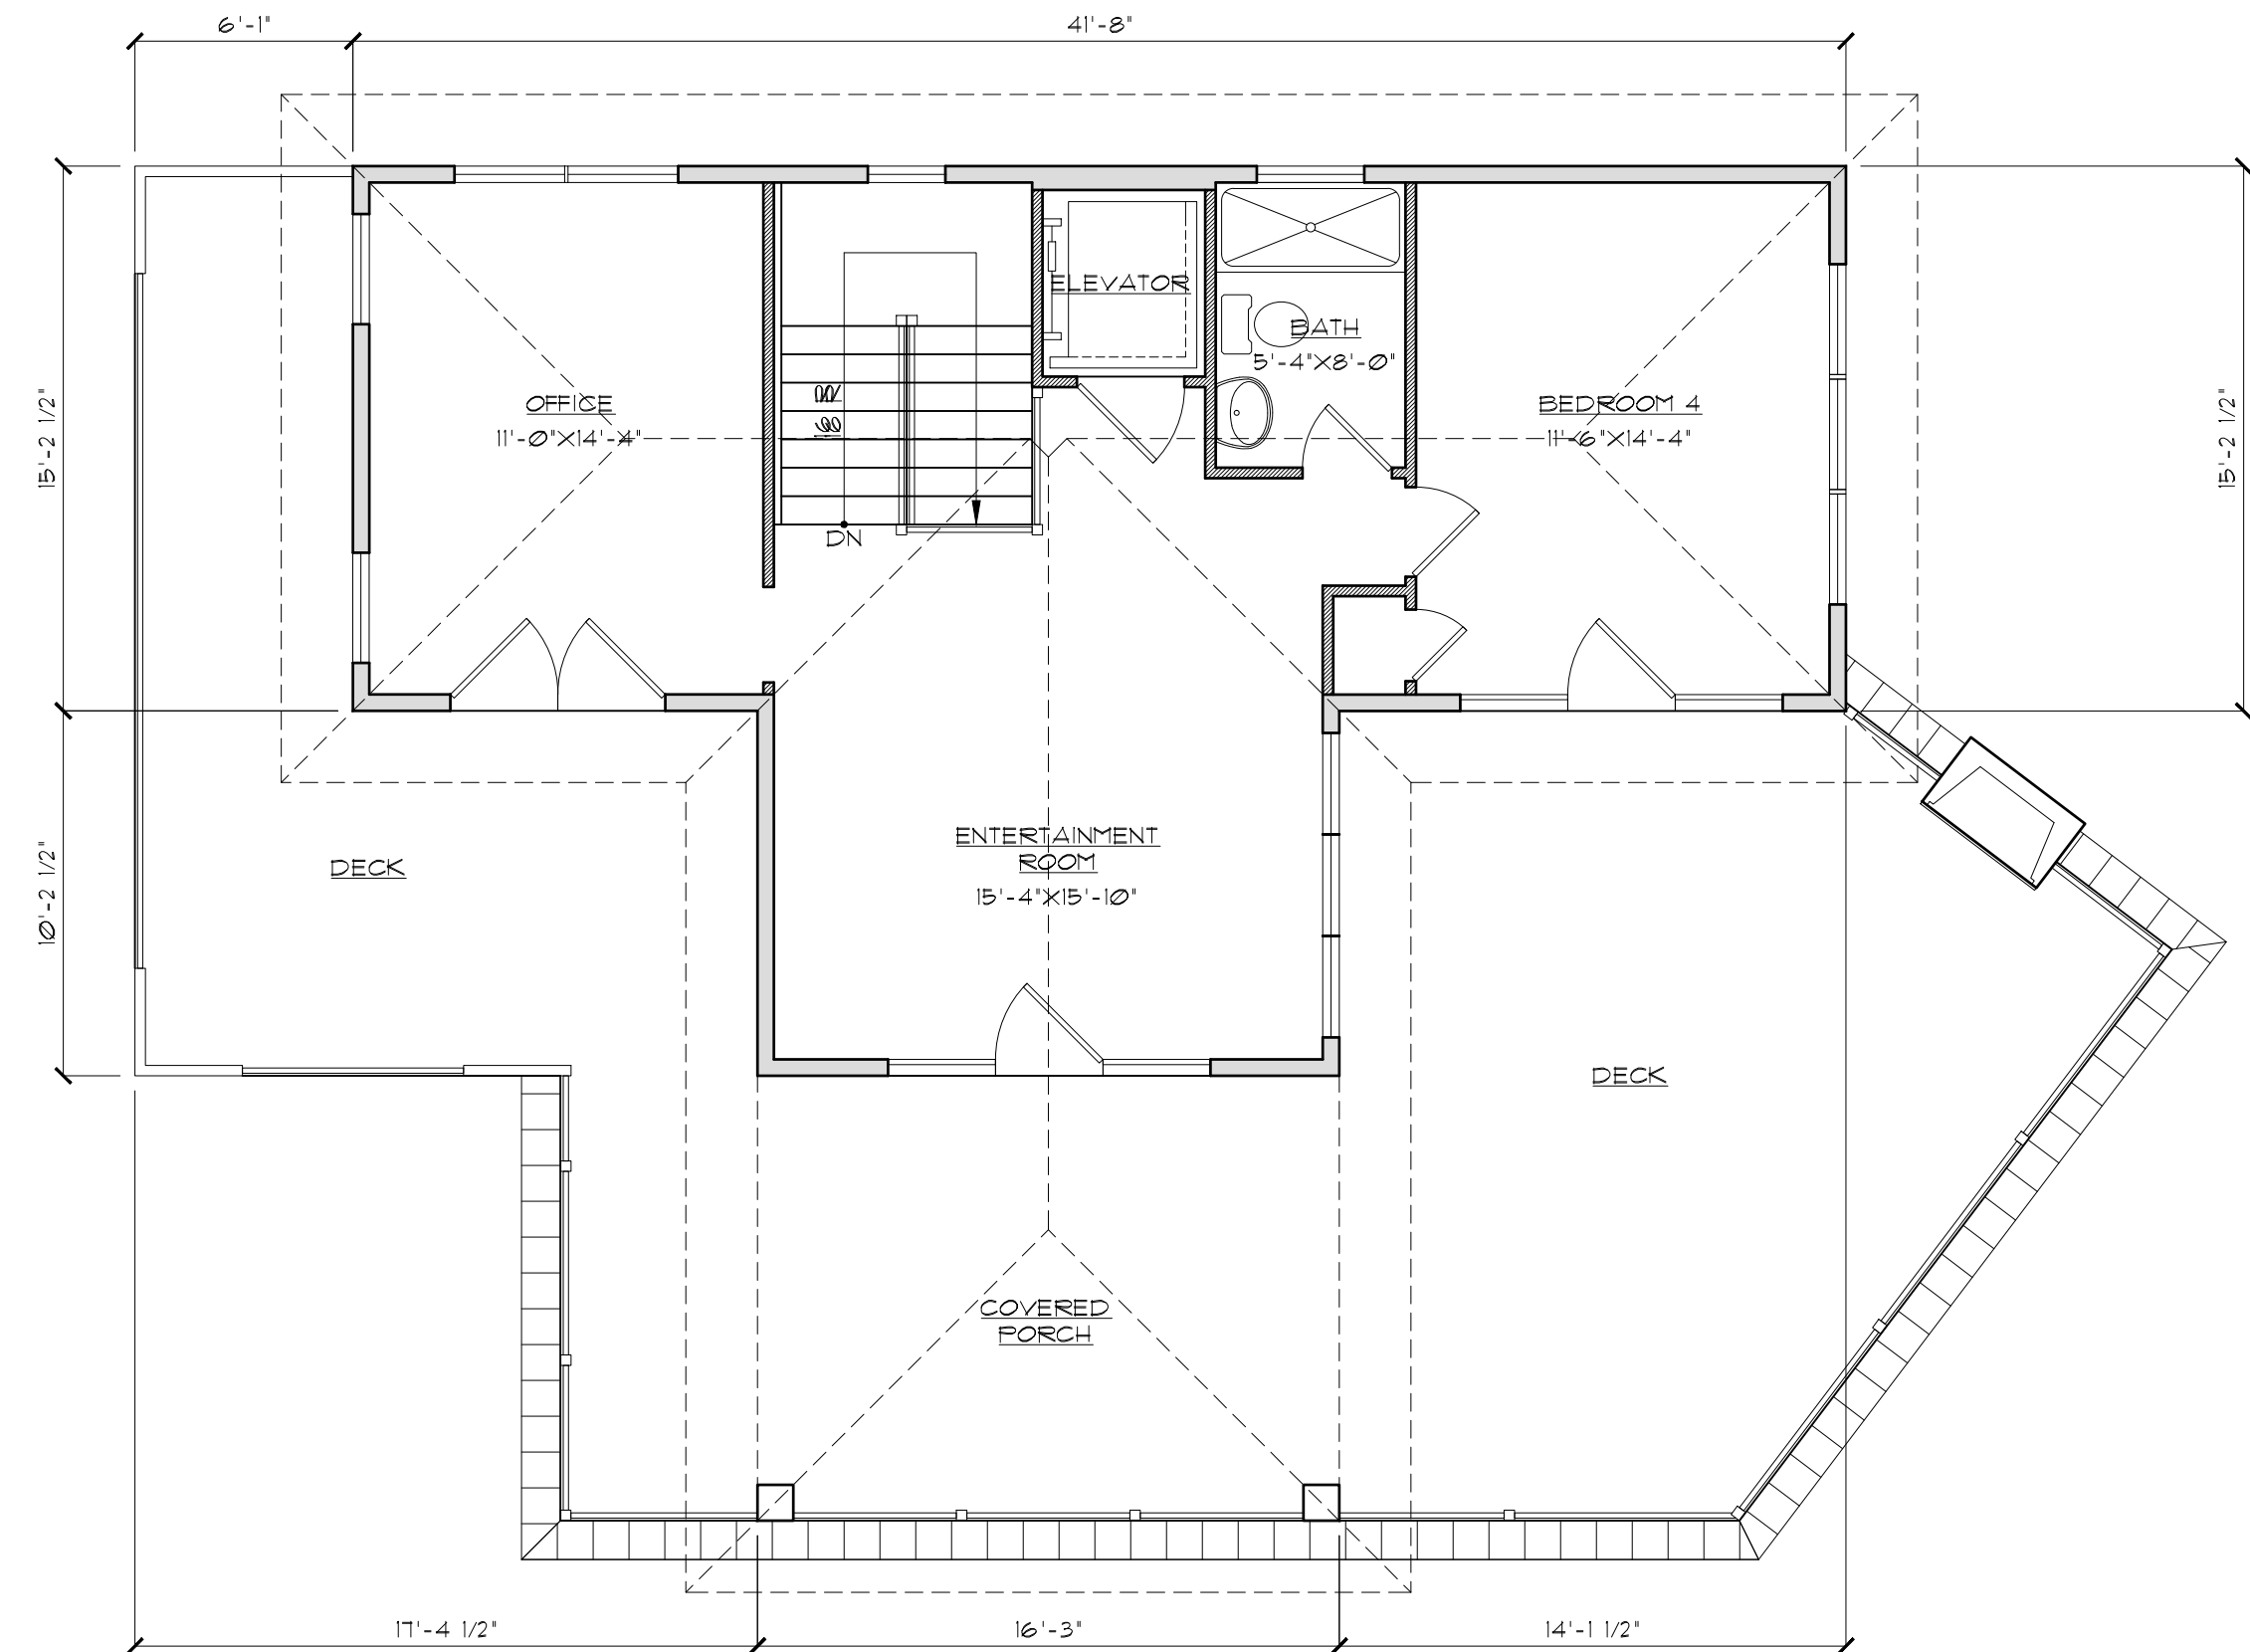 6'-1"
41'-8"
ELEVATOR
BATH
5'-4"X8'-0"
OFFICE
11'-0"X14'-4"
BEDROOM 4
11'-6"X14'-4"
15'-2 1/2"
15'-2 1/2"
DN
ENTERTAINMENT
ROOM
15'-4"X15'-10"
DECK
10'-2 1/2"
DECK
COVERED
PORCH
17'-4 1/2"
16'-3"
14'-1 1/2"